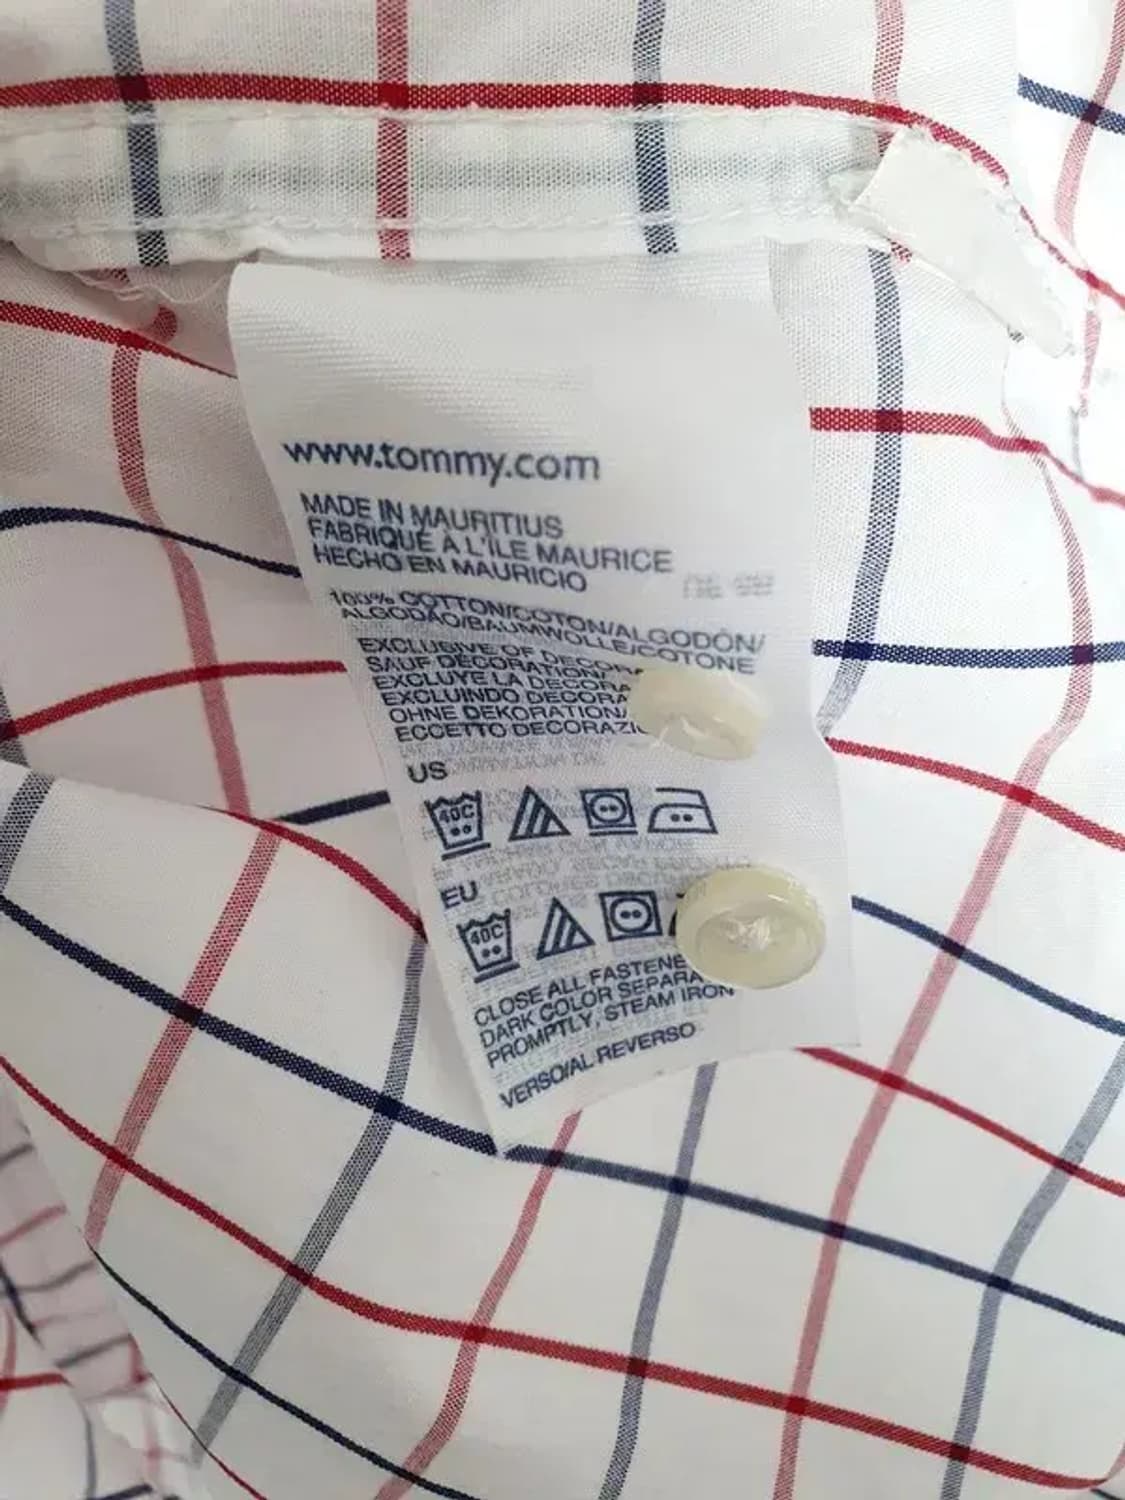 www.tommy.com
MADE IN MAURITIUS
FABRIQUÉ À L'ÎLE MAURICE
HECHO EN MAURICIO
100% COTTON/COTON/ALGODÓN/
ALGODÃO/BAUMWOLLE/COTONE
EXCLUSIVE OF DECORA
SAUF DÉCORATION/
EXCLUYE LA DECORA
EXCLUINDO DECORA
OHNE DEKORATION/
ECCETTO DECORAZI
US
40C
EU
40C
CLOSE ALL FASTENE
DARK COLOR SEPARA
PROMPTLY, STEAM IRON
VERSO/AL REVERSO